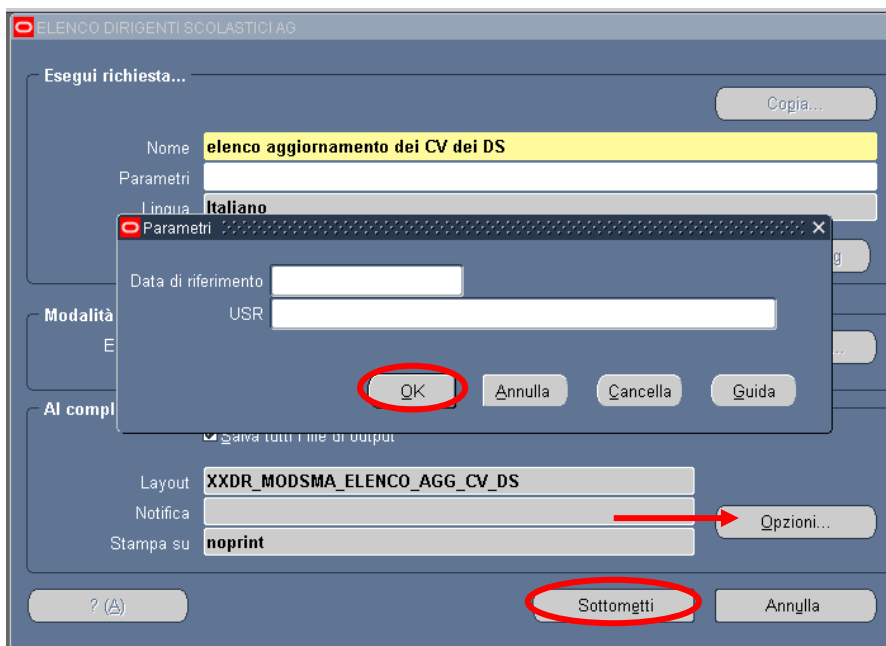 ELENCO DIRIGENTI SCOLASTICI AG
Esegui richiesta...
Copia...
Nome elenco aggiornamento dei CV dei DS
Parametri
Lingua Italiano
Parametri
g
Data di riferimento
USR
Modalità
E
...
OK Annulla Cancella Guida
Al compl
Salva tutti i file di output
Layout XXDR_MODSMA_ELENCO_AGG_CV_DS
Notifica
Opzioni...
Stampa su noprint
? (A) Sottometti Annulla